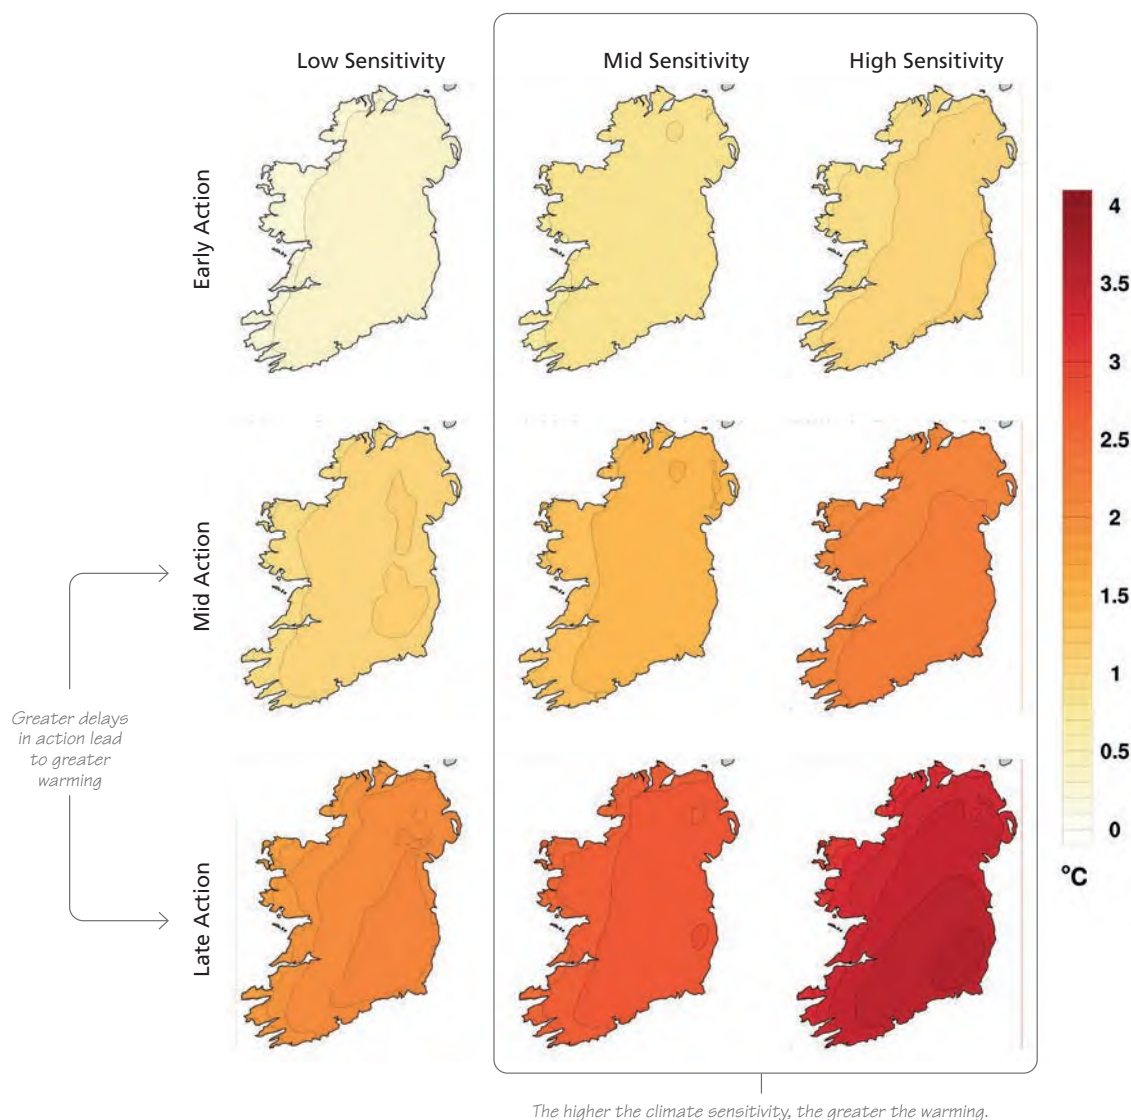 Low Sensitivity
Mid Sensitivity
High Sensitivity
Early Action
Mid Action
Late Action
Greater delays
in action lead
to greater
warming
4
3.5
3
2.5
2
1.5
1
0.5
0
°C
The higher the climate sensitivity, the greater the warming.